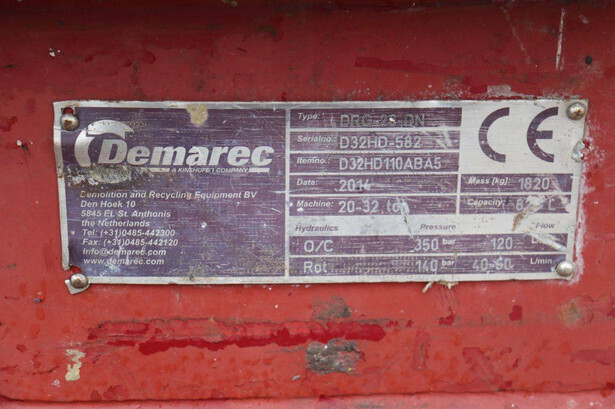 Demarec
A KINSHOFER COMPANY
Demolition and Recycling Equipment BV
Den Hoek 10
5845 EL St. Anthonis
the Netherlands
Tel: (+31)0485-442300
Fax: (+31)0485-442120
info@demarec.com
www.demarec.com
Type:
Serialno.: D32HD-582
Itemno.: D32HD110ABA5
Date: 2014 Mass [kg]: 1820
Machine: 20-32 ton Capacity:
Hydraulics Pressure Flow
O/C 350 bar 120
Rot 140 bar 40-60 L/min
CE